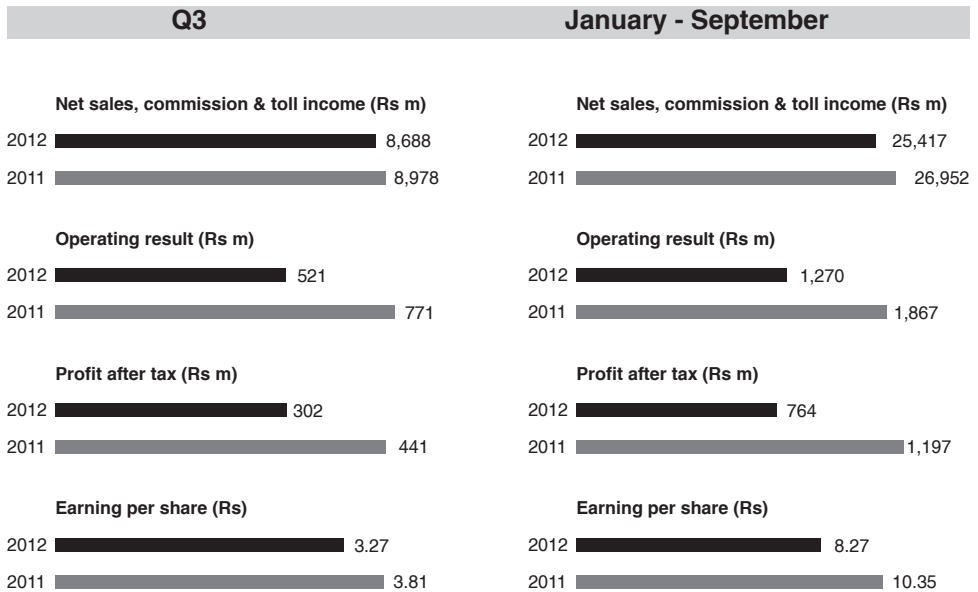 Q3 January - September
Net sales, commission & toll income (Rs m) Net sales, commission & toll income (Rs m)
2012 8,688 2012 25,417
2011 8,978 2011 26,952
Operating result (Rs m) Operating result (Rs m)
2012 521 2012 1,270
2011 771 2011 1,867
Profit after tax (Rs m) Profit after tax (Rs m)
2012 302 2012 764
2011 441 2011 1,197
Earning per share (Rs) Earning per share (Rs)
2012 3.27 2012 8.27
2011 3.81 2011 10.35